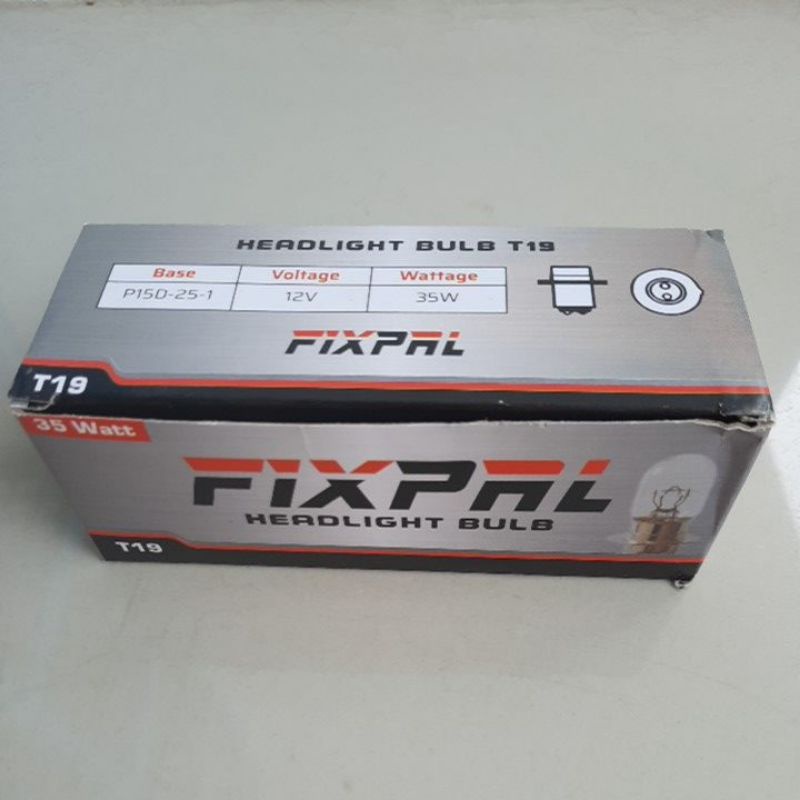 HEADLIGHT BULB T19
Base Voltage Wattage
P15D-25-1 12V 35W
FIXPAL
T19
35 Watt
FIXPAL
HEADLIGHT BULB
T19